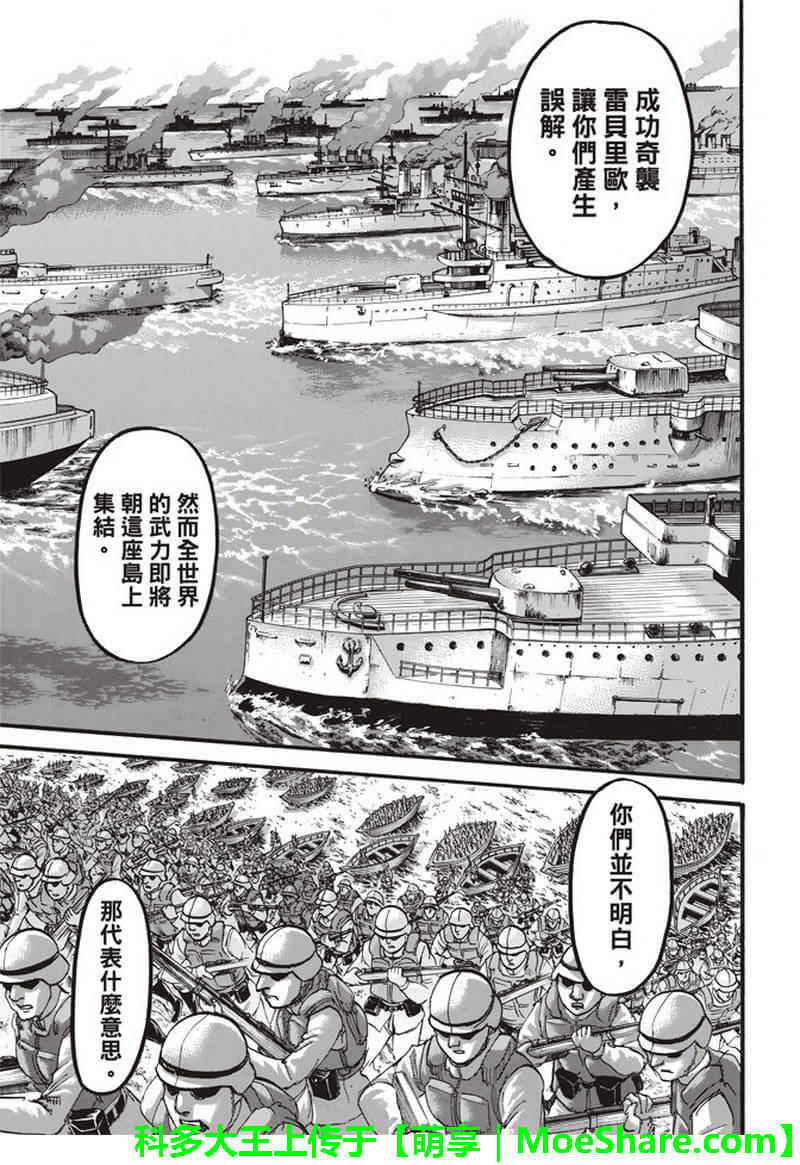 成功奇襲
雷貝里歐，
讓你們產生
誤解。
然而全世界
的武力即將
朝這座島上
集結。
你們並不明白，
那代表什麼意思。
科多大王上传于【萌享 | MoeShare.com】